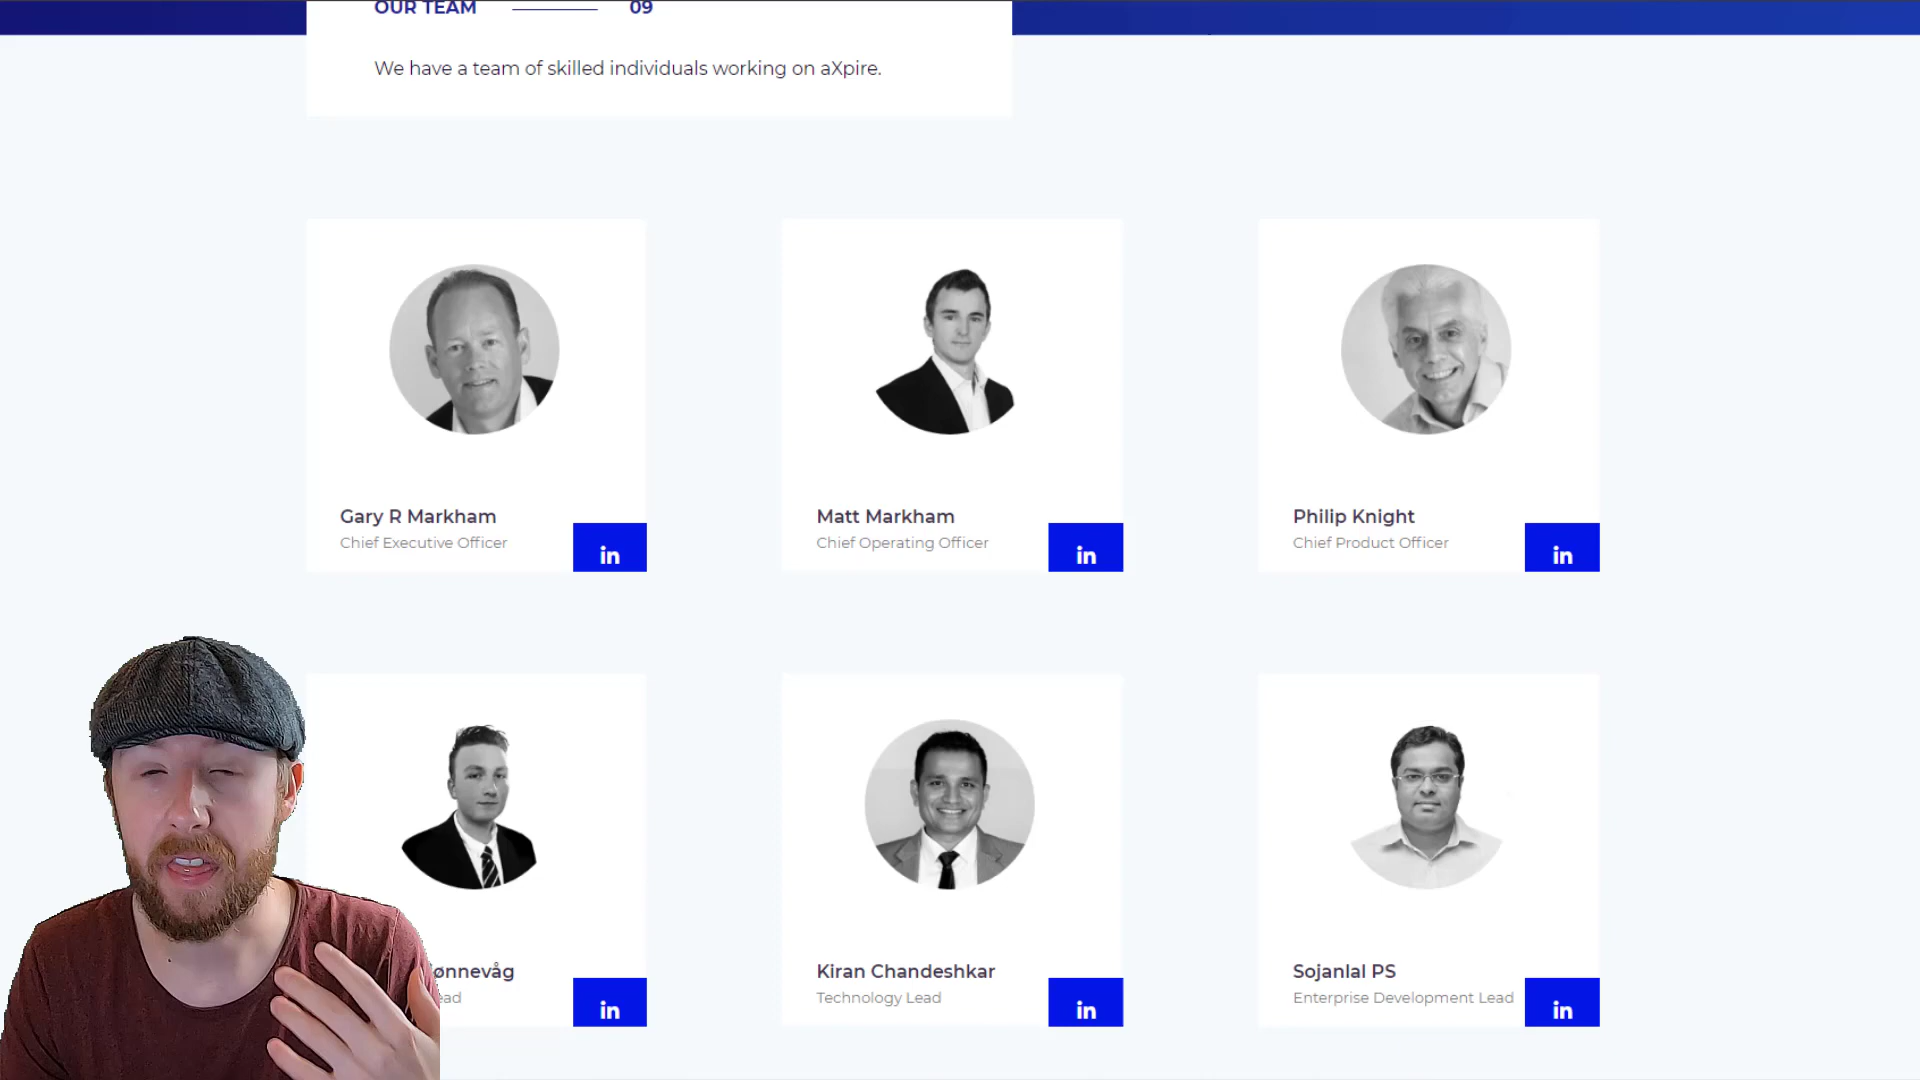 OUR TEAM 09
We have a team of skilled individuals working on aXpire.
Gary R Markham
Chief Executive Officer
in
Matt Markham
Chief Operating Officer
in
Philip Knight
Chief Product Officer
in
ønnevåg
ead
in
Kiran Chandeshkar
Technology Lead
in
Sojanlal PS
Enterprise Development Lead
in